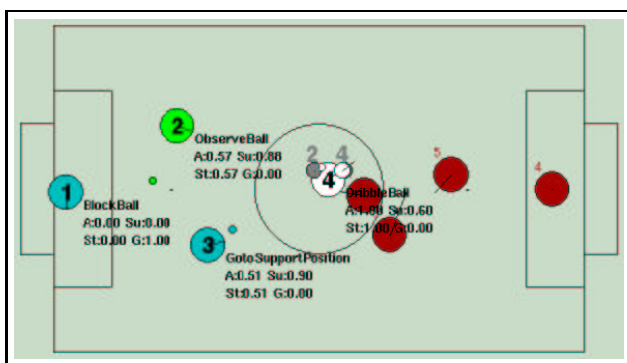 2
ObserveBall
A:0.57 Su:0.88
St:0.57 G:0.00
2 4
4
5
4
DribbleBall
A:1.00 Su:0.60
St:1.00/G:0.00
1
BlockBall
A:0.00 Su:0.00
St:0.00 G:1.00
3
GotoSupportPosition
A:0.51 Su:0.90
St:0.51 G:0.00